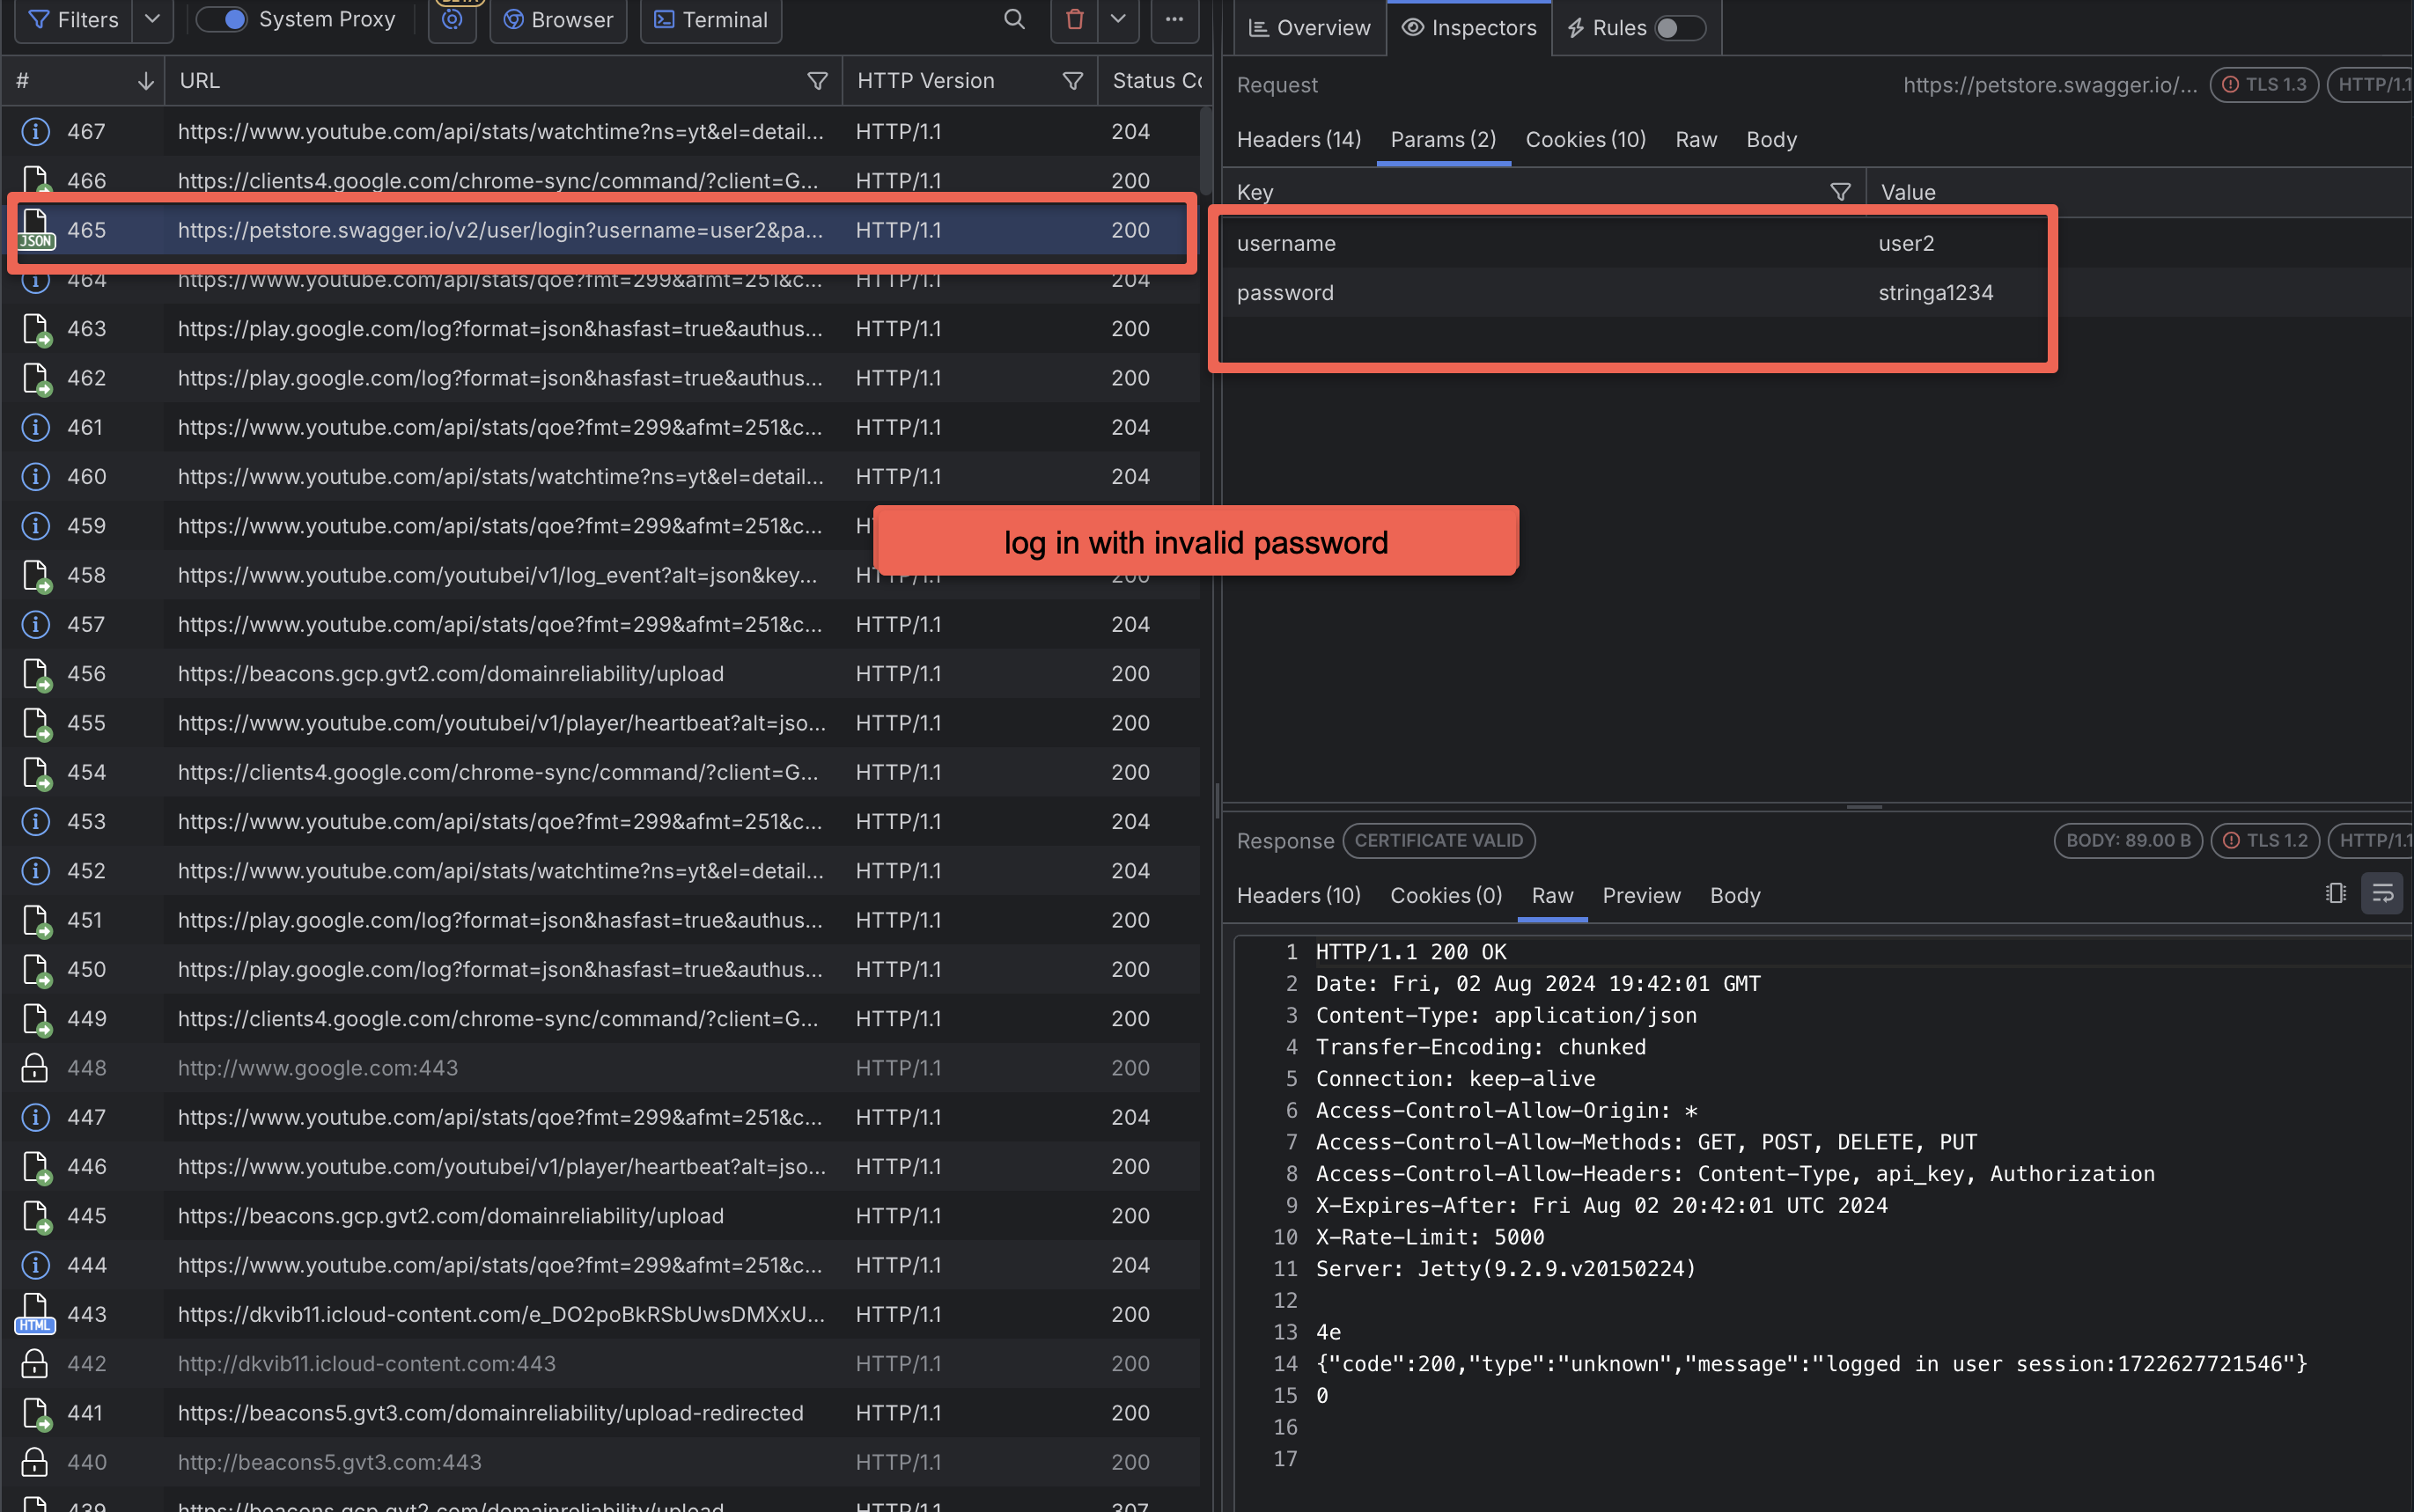 Filters System Proxy BETA Browser Terminal
# URL HTTP Version Status Co
467 https://www.youtube.com/api/stats/watchtime?ns=yt&el=detail... HTTP/1.1 204
466 https://clients4.google.com/chrome-sync/command/?client=G... HTTP/1.1 200
JSON 465 https://petstore.swagger.io/v2/user/login?username=user2&pa... HTTP/1.1 200
464 https://www.youtube.com/api/stats/qoe?fmt=299&afmt=251&c... HTTP/1.1 204
463 https://play.google.com/log?format=json&hasfast=true&authus... HTTP/1.1 200
462 https://play.google.com/log?format=json&hasfast=true&authus... HTTP/1.1 200
461 https://www.youtube.com/api/stats/qoe?fmt=299&afmt=251&c... HTTP/1.1 204
460 https://www.youtube.com/api/stats/watchtime?ns=yt&el=detail... HTTP/1.1 204
459 https://www.youtube.com/api/stats/qoe?fmt=299&afmt=251&c...
458 https://www.youtube.com/youtubei/v1/log_event?alt=json&key... HTTP/1.1 200
457 https://www.youtube.com/api/stats/qoe?fmt=299&afmt=251&c... HTTP/1.1 204
456 https://beacons.gcp.gvt2.com/domainreliability/upload HTTP/1.1 200
455 https://www.youtube.com/youtubei/v1/player/heartbeat?alt=jso... HTTP/1.1 200
454 https://clients4.google.com/chrome-sync/command/?client=G... HTTP/1.1 200
453 https://www.youtube.com/api/stats/qoe?fmt=299&afmt=251&c... HTTP/1.1 204
452 https://www.youtube.com/api/stats/watchtime?ns=yt&el=detail... HTTP/1.1 204
451 https://play.google.com/log?format=json&hasfast=true&authus... HTTP/1.1 200
450 https://play.google.com/log?format=json&hasfast=true&authus... HTTP/1.1 200
449 https://clients4.google.com/chrome-sync/command/?client=G... HTTP/1.1 200
448 http://www.google.com:443 HTTP/1.1 200
447 https://www.youtube.com/api/stats/qoe?fmt=299&afmt=251&c... HTTP/1.1 204
446 https://www.youtube.com/youtubei/v1/player/heartbeat?alt=jso... HTTP/1.1 200
445 https://beacons.gcp.gvt2.com/domainreliability/upload HTTP/1.1 200
444 https://www.youtube.com/api/stats/qoe?fmt=299&afmt=251&c... HTTP/1.1 204
HTML 443 https://dkvib11.icloud-content.com/e_DO2poBkRSbUwsDMXxU... HTTP/1.1 200
442 http://dkvib11.icloud-content.com:443 HTTP/1.1 200
441 https://beacons5.gvt3.com/domainreliability/upload-redirected HTTP/1.1 200
440 http://beacons5.gvt3.com:443 HTTP/1.1 200
439 https://beacons.gcp.gvt2.com/domainreliability/upload HTTP/1.1 307
log in with invalid password
Overview Inspectors Rules
Request https://petstore.swagger.io/... TLS 1.3 HTTP/1.1
Headers (14) Params (2) Cookies (10) Raw Body
Key Value
username user2
password stringa1234
Response CERTIFICATE VALID BODY: 89.00 B TLS 1.2 HTTP/1.1
Headers (10) Cookies (0) Raw Preview Body
1 HTTP/1.1 200 OK
2 Date: Fri, 02 Aug 2024 19:42:01 GMT
3 Content-Type: application/json
4 Transfer-Encoding: chunked
5 Connection: keep-alive
6 Access-Control-Allow-Origin: *
7 Access-Control-Allow-Methods: GET, POST, DELETE, PUT
8 Access-Control-Allow-Headers: Content-Type, api_key, Authorization
9 X-Expires-After: Fri Aug 02 20:42:01 UTC 2024
10 X-Rate-Limit: 5000
11 Server: Jetty(9.2.9.v20150224)
12
13 4e
14 {"code":200,"type":"unknown","message":"logged in user session:1722627721546"}
15 0
16
17